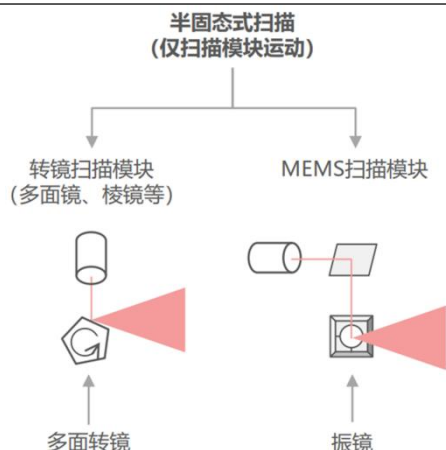 半固态式扫描
(仅扫描模块运动)
转镜扫描模块
(多面镜、棱镜等)
MEMS扫描模块
多面转镜
振镜